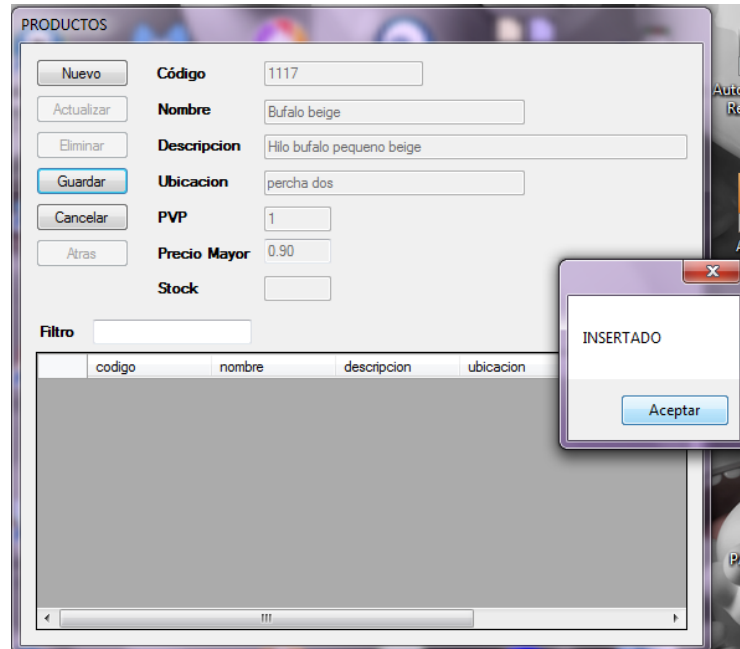 PRODUCTOS
Nuevo Código 1117
Actualizar Nombre Bufalo beige
Eliminar Descripcion Hilo bufalo pequeno beige
Guardar Ubicacion percha dos
Cancelar PVP 1
Atras Precio Mayor 0.90
Stock
Filtro
codigo nombre descripcion ubicacion
INSERTADO
Aceptar